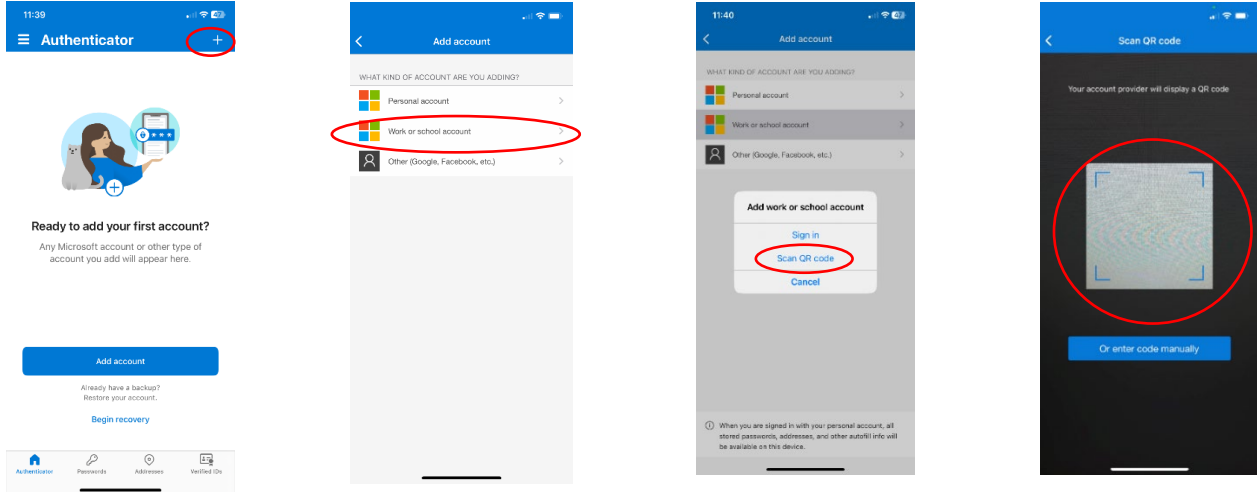 11:39
47
Authenticator
* * *
Ready to add your first account?
Any Microsoft account or other type of
account you add will appear here.
Add account
Already have a backup?
Restore your account.
Begin recovery
Authenticator
Passwords
Addresses
Verified IDs
Add account
WHAT KIND OF ACCOUNT ARE YOU ADDING?
Personal account
Work or school account
Other (Google, Facebook, etc.)
11:40
Add account
WHAT KIND OF ACCOUNT ARE YOU ADDING?
Personal account
Work or school account
Other (Google, Facebook, etc.)
Add work or school account
Sign in
Scan QR code
Cancel
When you are signed in with your personal account, all
stored passwords, addresses, and other autofill info will
be available on this device.
Scan QR code
Your account provider will display a QR code
Or enter code manually